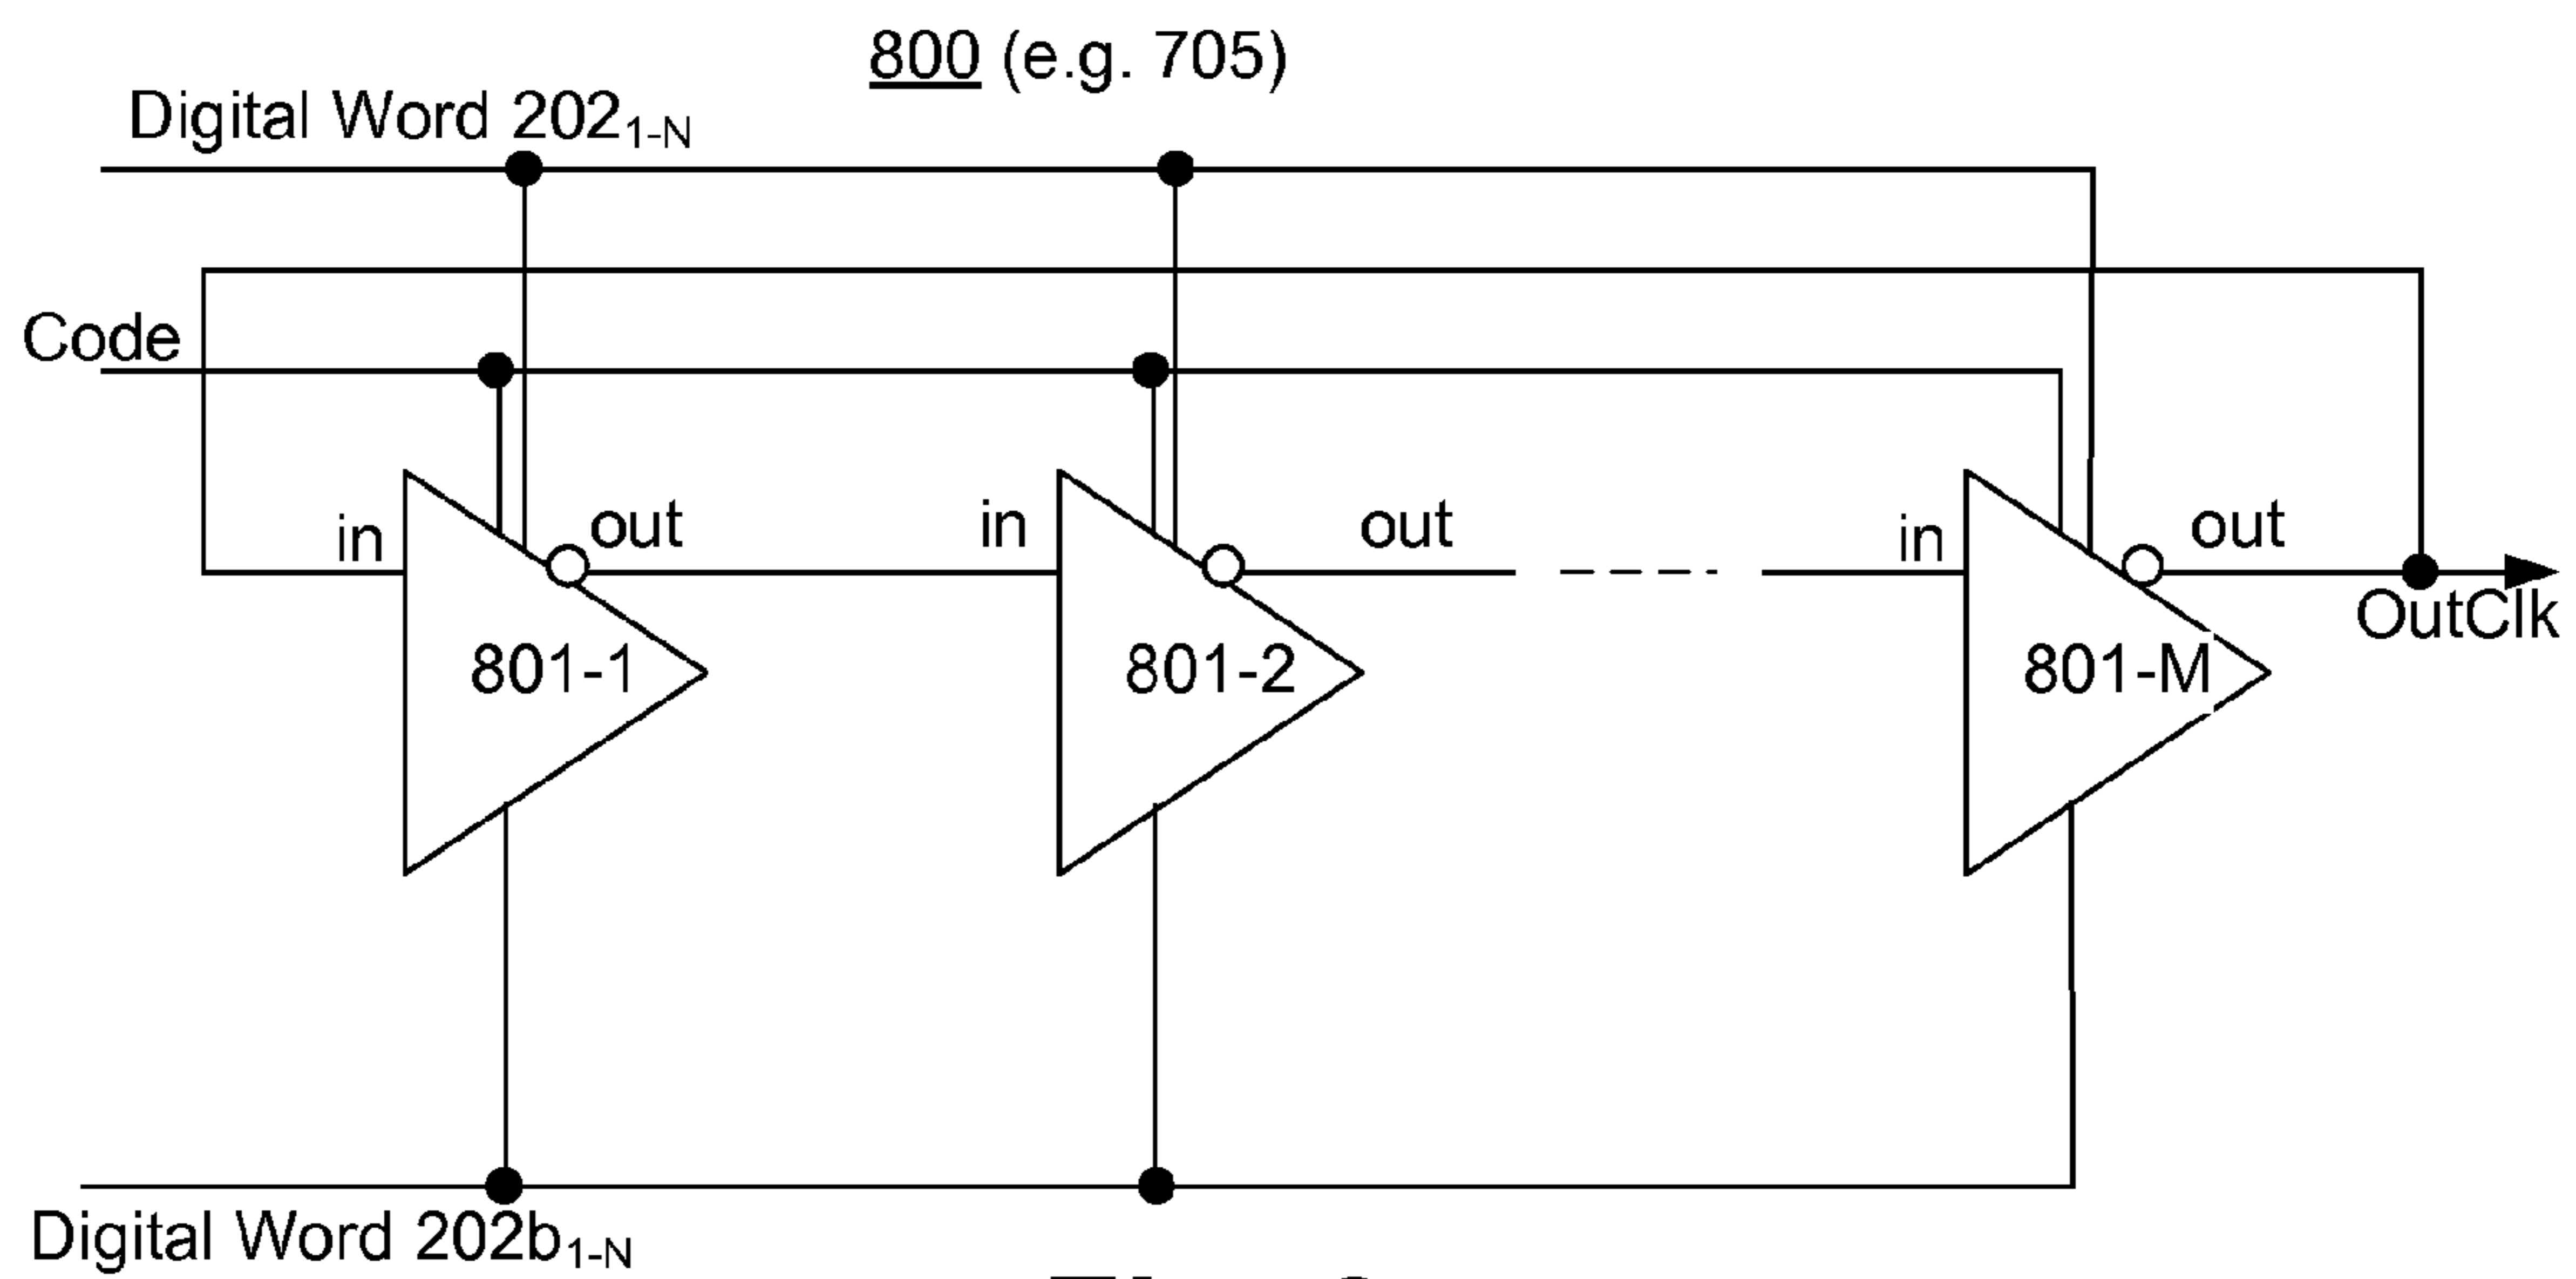 800 (e.g. 705)
Digital Word 202₁₋N
Code
in
out
in
out
in
out
OutClk
801-1
801-2
801-M
Digital Word 202b₁₋N